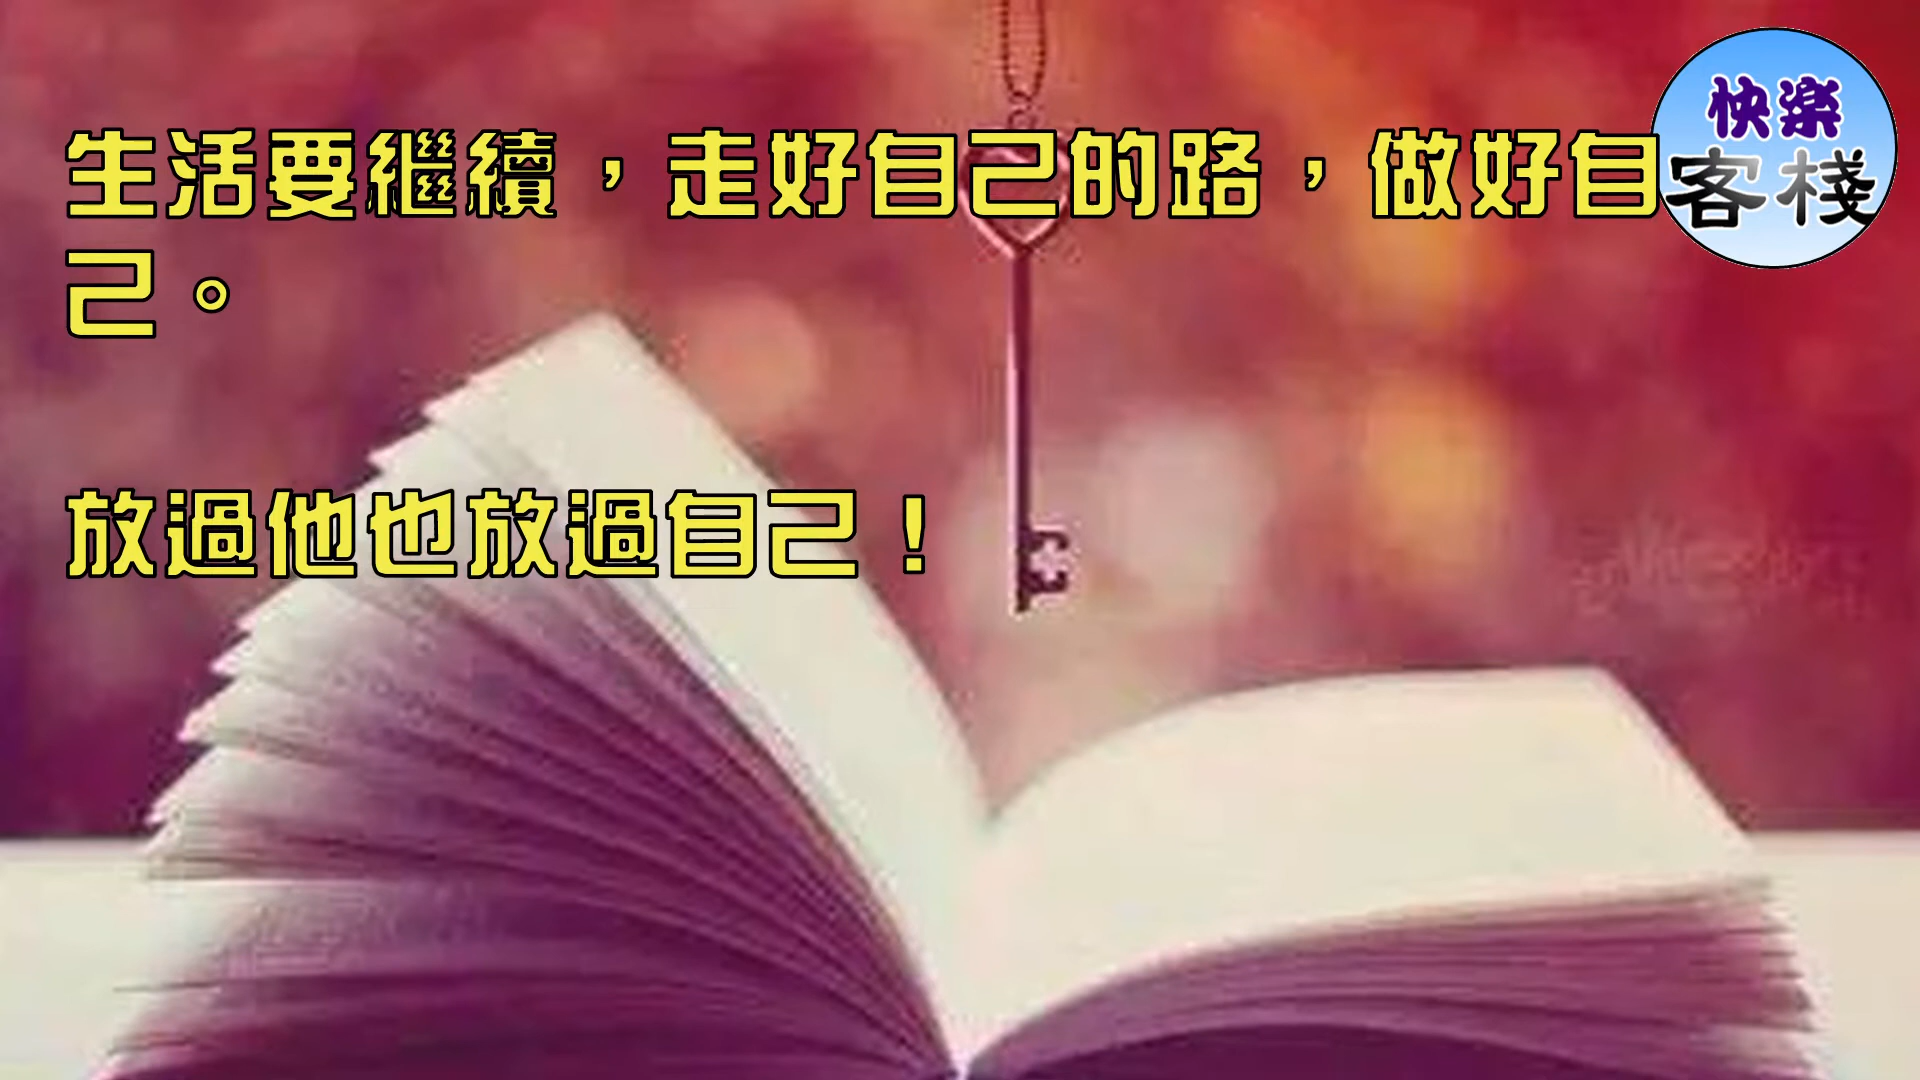 快樂
客棧
生活要繼續，走好自己的路，做好自
己。
放過他也放過自己！